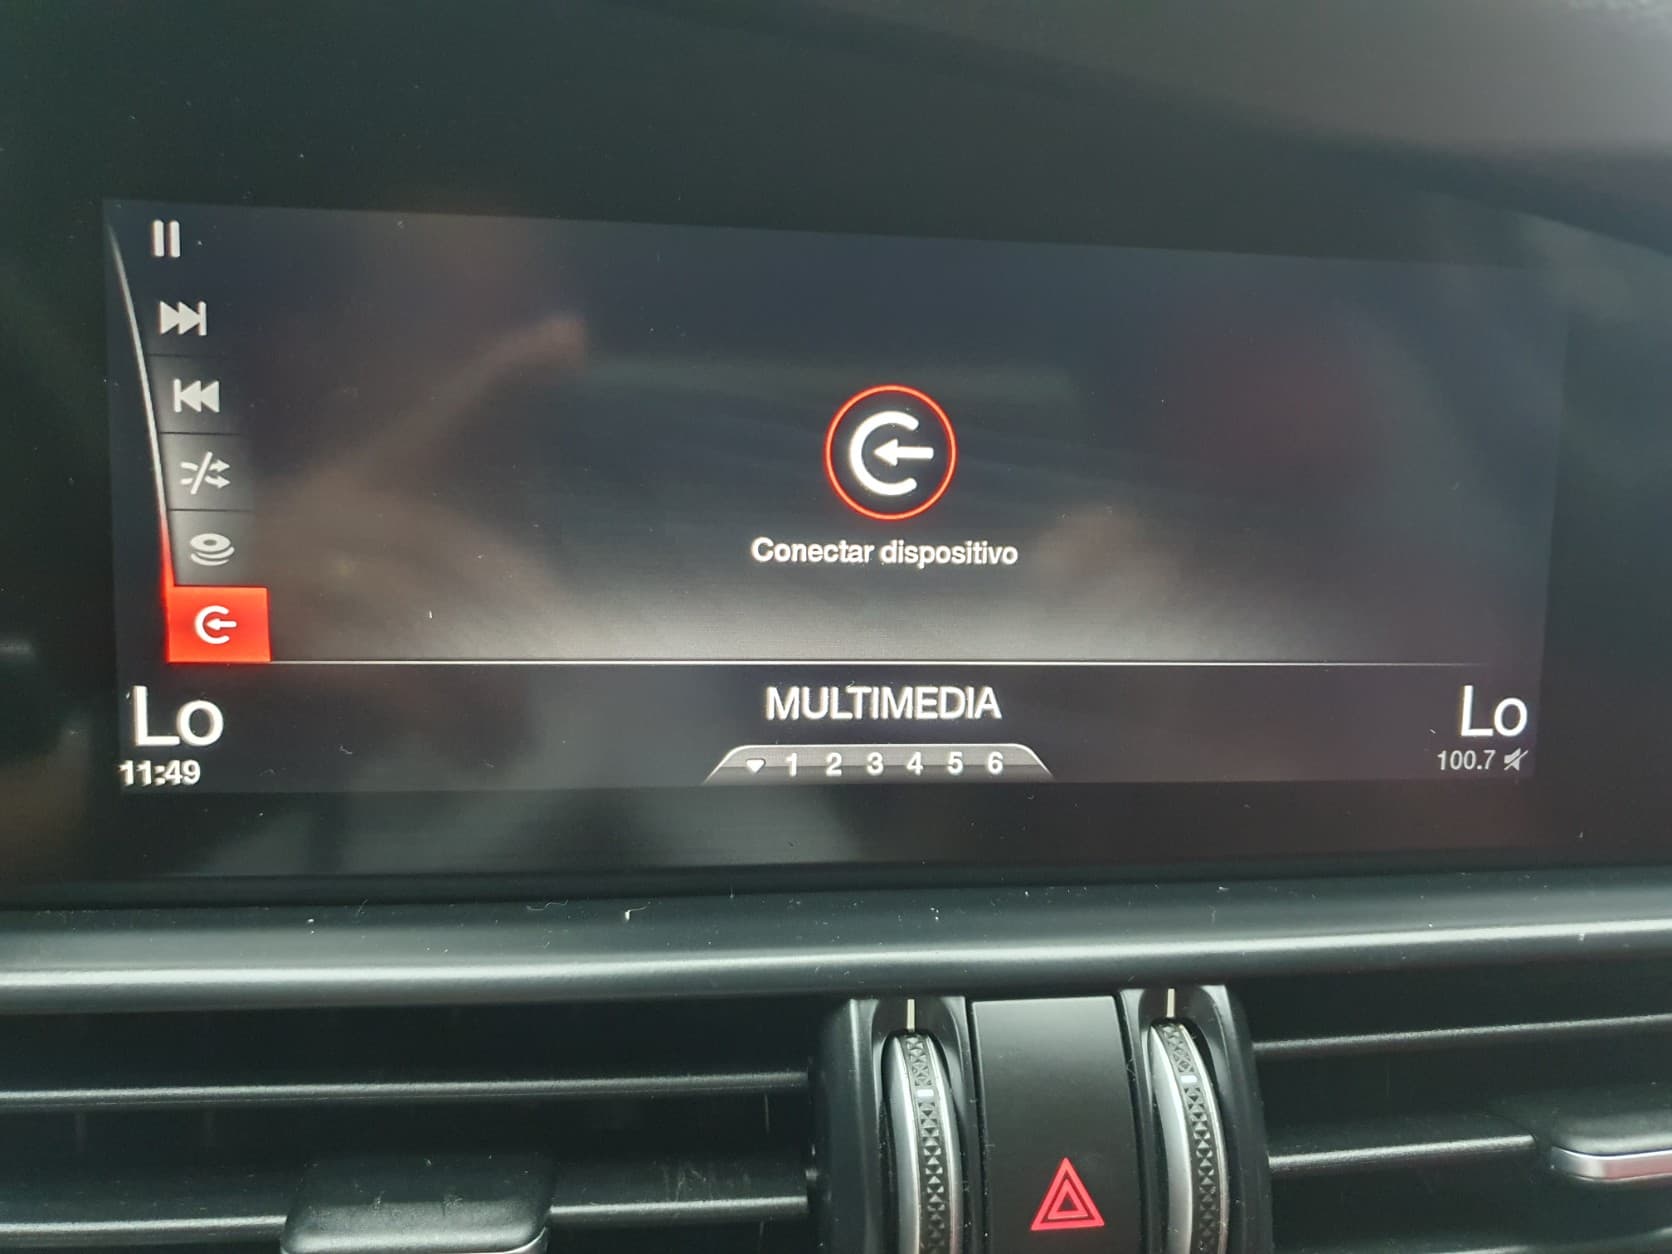 Conectar dispositivo
Lo
MULTIMEDIA
Lo
11:49
1 2 3 4 5 6
100.7